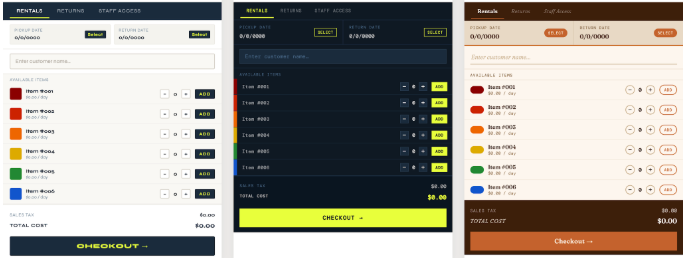 RENTALS RETURNS STAFF ACCESS
PICKUP DATE RETURN DATE
0/0/0000 Select 0/0/0000 Select
Enter customer name...
AVAILABLE ITEMS
Item #001
$0.00 / day
− 0 + ADD
Item #002
$0.00 / day
− 0 + ADD
Item #003
$0.00 / day
− 0 + ADD
Item #004
$0.00 / day
− 0 + ADD
Item #005
$0.00 / day
− 0 + ADD
Item #006
$0.00 / day
− 0 + ADD
SALES TAX $0.00
TOTAL COST $0.00
CHECKOUT →
RENTALS RETURNS STAFF ACCESS
PICKUP DATE RETURN DATE
0/0/0000 SELECT 0/0/0000 SELECT
Enter customer name...
AVAILABLE ITEMS
Item #001 − 0 + ADD
Item #002 − 0 + ADD
Item #003 − 0 + ADD
Item #004 − 0 + ADD
Item #005 − 0 + ADD
Item #006 − 0 + ADD
SALES TAX $0.00
TOTAL COST $0.00
CHECKOUT →
Rentals Returns Staff Access
PICKUP DATE RETURN DATE
0/0/0000 SELECT 0/0/0000 SELECT
Enter customer name...
AVAILABLE ITEMS
Item #001
$0.00 / day
− 0 + ADD
Item #002
$0.00 / day
− 0 + ADD
Item #003
$0.00 / day
− 0 + ADD
Item #004
$0.00 / day
− 0 + ADD
Item #005
$0.00 / day
− 0 + ADD
Item #006
$0.00 / day
− 0 + ADD
SALES TAX $0.00
TOTAL COST $0.00
Checkout →